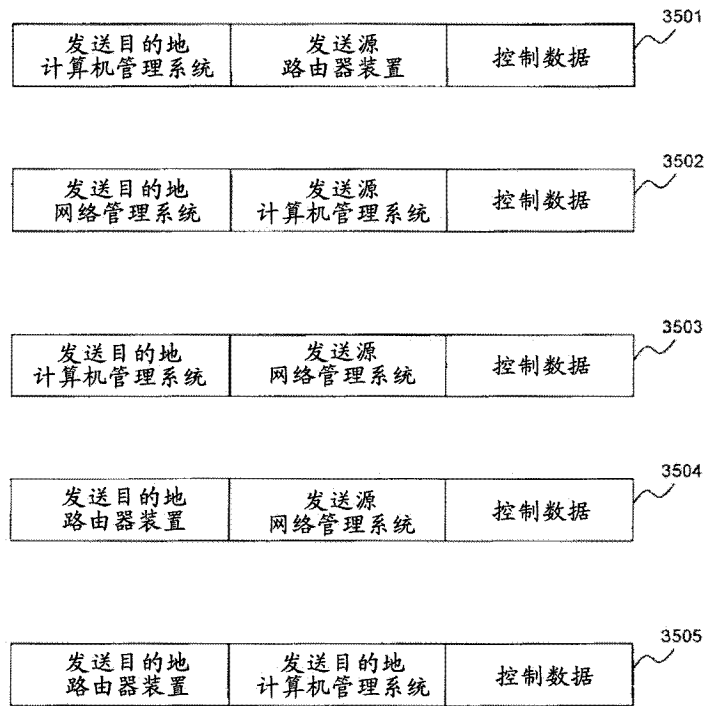 3501
发送目的地 发送源 控制数据
计算机管理系统 路由器装置
3502
发送目的地 发送源 控制数据
网络管理系统 计算机管理系统
3503
发送目的地 发送源 控制数据
计算机管理系统 网络管理系统
3504
发送目的地 发送源 控制数据
路由器装置 网络管理系统
3505
发送目的地 发送目的地 控制数据
路由器装置 计算机管理系统